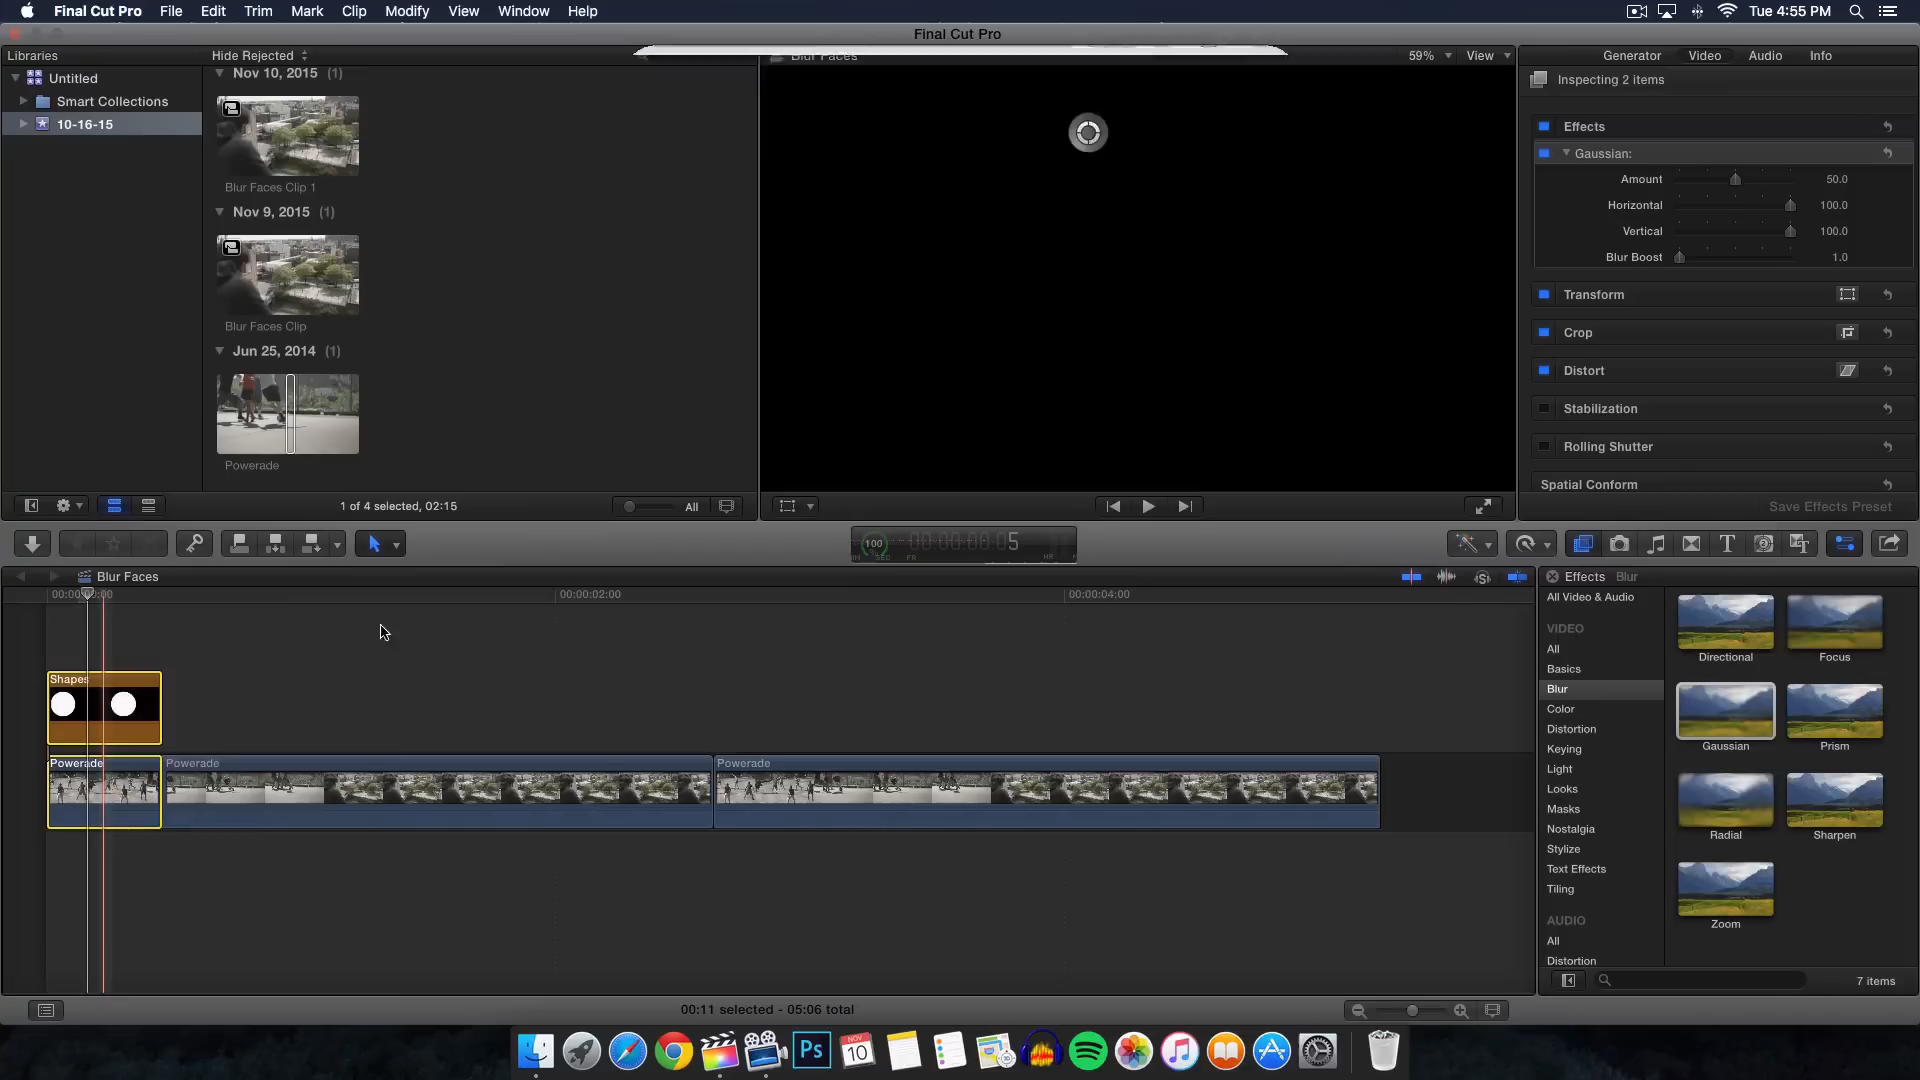 Final Cut Pro File Edit Trim Mark Clip Modify View Window Help Tue 4:55 PM
Final Cut Pro
Libraries Hide Rejected Blur Faces 59% View Generator Video Audio Info
Untitled
Smart Collections
10-16-15
Nov 10, 2015 (1)
Blur Faces Clip 1
Nov 9, 2015 (1)
Blur Faces Clip
Jun 25, 2014 (1)
Powerade
1 of 4 selected, 02:15 All
Inspecting 2 items
Effects
Gaussian:
Amount 50.0
Horizontal 100.0
Vertical 100.0
Blur Boost 1.0
Transform
Crop
Distort
Stabilization
Rolling Shutter
Spatial Conform
Save Effects Preset
100
Blur Faces
00:00:02:00 00:00:04:00
Shapes
Powerade Powerade Powerade
00:11 selected - 05:06 total
Effects Blur
All Video & Audio
VIDEO
All
Basics
Blur
Color
Distortion
Keying
Light
Looks
Masks
Nostalgia
Stylize
Text Effects
Tiling
AUDIO
All
Distortion
Directional Focus
Gaussian Prism
Radial Sharpen
Zoom
7 items
Ps NOV 10